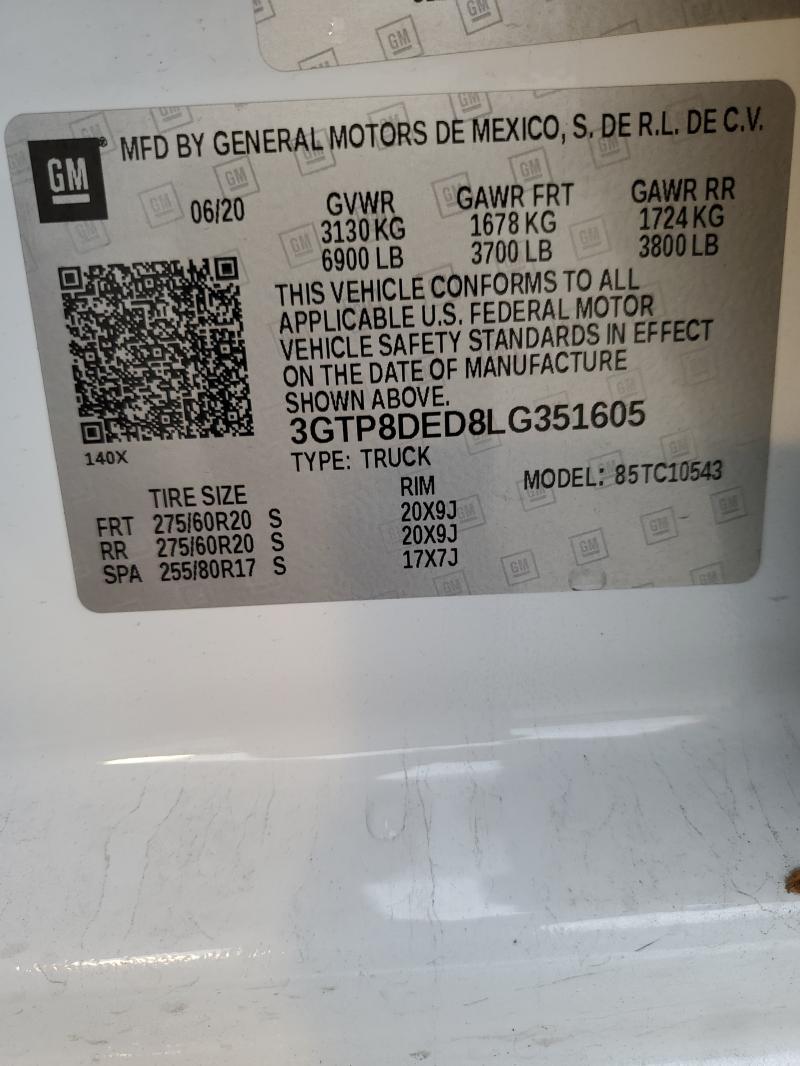 GM
MFD BY GENERAL MOTORS DE MEXICO, S. DE R.L. DE C.V.
06/20
GVWR GAWR FRT GAWR RR
3130 KG 1678 KG 1724 KG
6900 LB 3700 LB 3800 LB
THIS VEHICLE CONFORMS TO ALL
APPLICABLE U.S. FEDERAL MOTOR
VEHICLE SAFETY STANDARDS IN EFFECT
ON THE DATE OF MANUFACTURE
SHOWN ABOVE.
3GTP8DED8LG351605
140X
TYPE: TRUCK
MODEL: 85TC10543
TIRE SIZE RIM
FRT 275/60R20 S 20X9J
RR 275/60R20 S 20X9J
SPA 255/80R17 S 17X7J